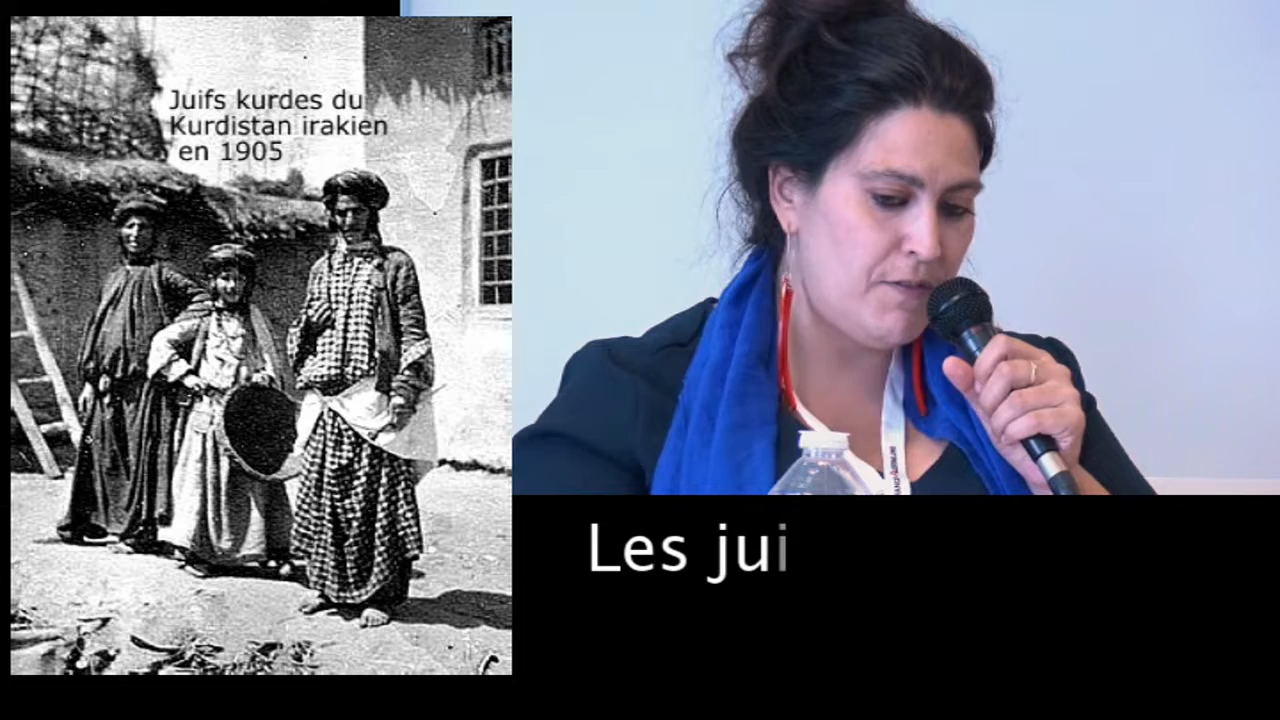 Juifs kurdes du
Kurdistan irakien
en 1905
Les jui